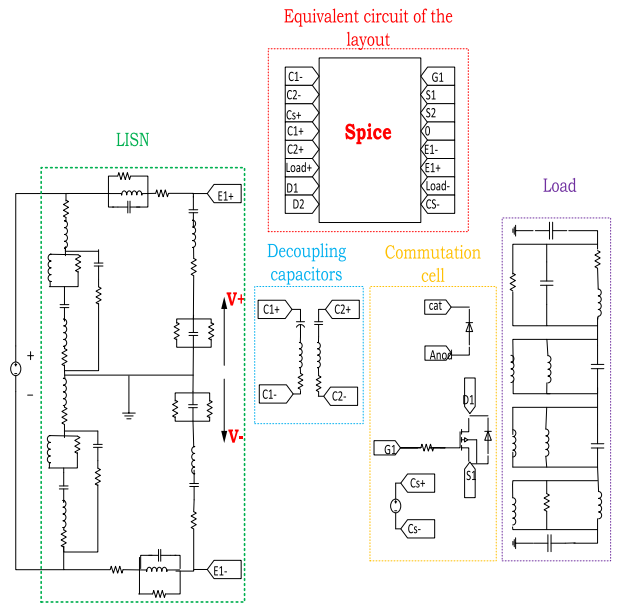 Equivalent circuit of the
layout
C1-
C2-
Cs+
C1+
C2+
Load+
D1
D2
Spice
G1
S1
S2
0
E1-
E1+
Load-
CS-
LISN
E1+
V+
+
−
V-
E1-
Decoupling
capacitors
C1+
C2+
C1-
C2-
Commutation
cell
cat
Anod
D1
G1
S1
Cs+
Cs-
Load